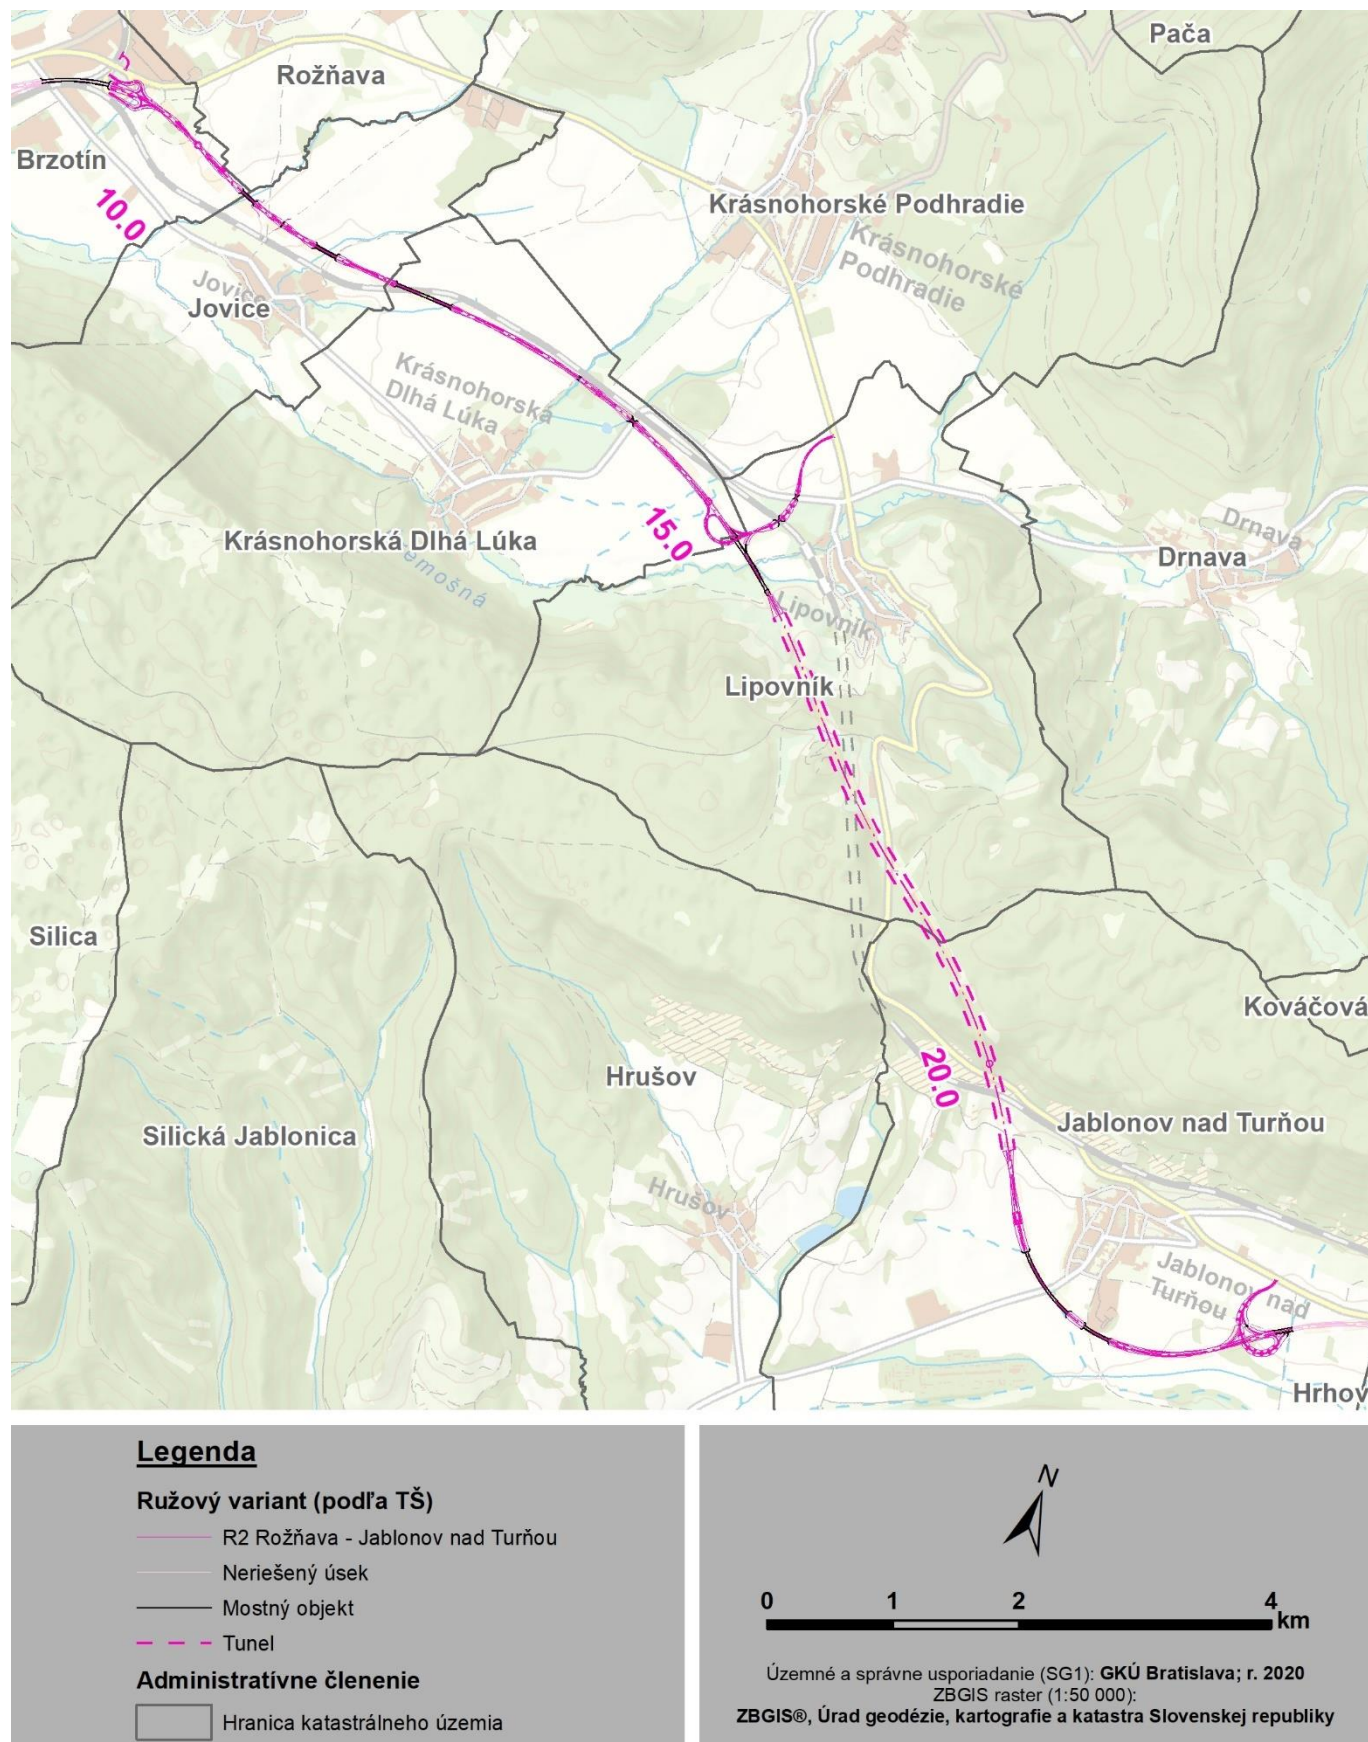 Pača
Rožňava
Brzotín
10.0
Krásnohorské Podhradie
Krásnohorské
Podhradie
Jovice
Jovice
Krásnohorská
Dlhá Lúka
15.0
Krásnohorská Dlhá Lúka
Drnava
Drnava
Lipovník
Lipovník
Silica
Kováčová
Hrušov
20.0
Jablonov nad Turňou
Silická Jablonica
Hrušov
Jablonov nad
Turňou
Hrhov
Legenda
Ružový variant (podľa TŠ)
R2 Rožňava - Jablonov nad Turňou
Neriešený úsek
Mostný objekt
Tunel
Administratívne členenie
Hranica katastrálneho územia
N
0 1 2 4
km
Územné a správne usporiadanie (SG1): GKÚ Bratislava; r. 2020
ZBGIS raster (1:50 000):
ZBGIS®, Úrad geodézie, kartografie a katastra Slovenskej republiky